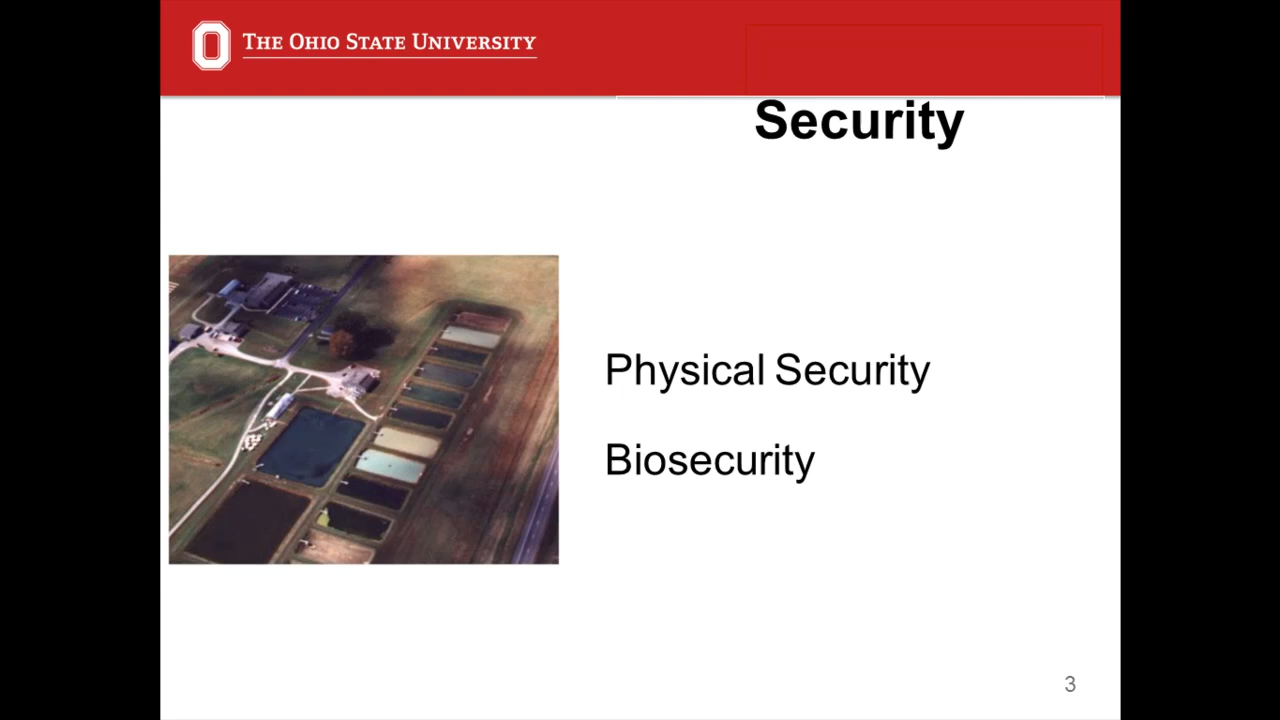 THE OHIO STATE UNIVERSITY
Security
Physical Security
Biosecurity
3